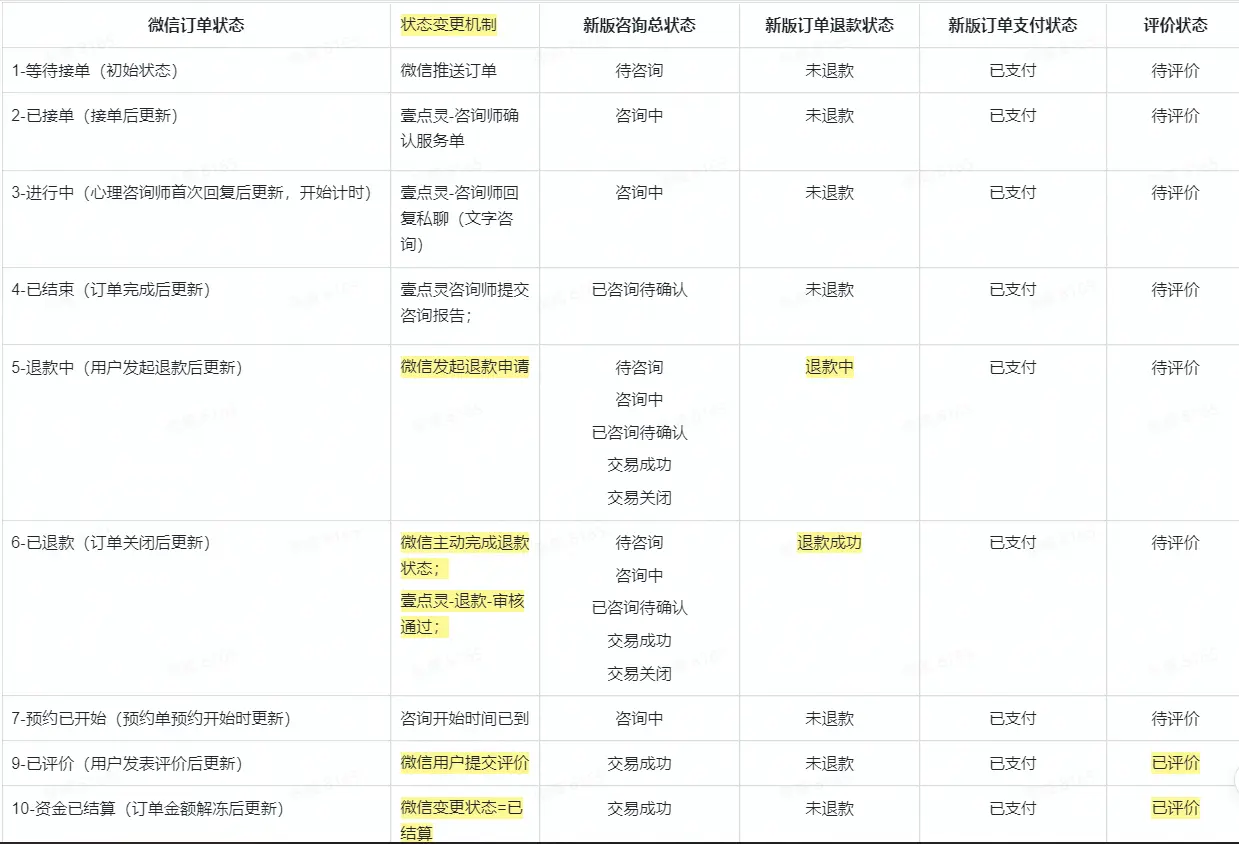 微信订单状态 状态变更机制 新版咨询总状态 新版订单退款状态 新版订单支付状态 评价状态
1-等待接单（初始状态） 微信推送订单 待咨询 未退款 已支付 待评价
2-已接单（接单后更新） 壹点灵-咨询师确 咨询中 未退款 已支付 待评价
认服务单
3-进行中（心理咨询师首次回复后更新，开始计时） 壹点灵-咨询师回 咨询中 未退款 已支付 待评价
复私聊（文字咨
询）
4-已结束（订单完成后更新） 壹点灵咨询师提交 已咨询待确认 未退款 已支付 待评价
咨询报告；
5-退款中（用户发起退款后更新） 微信发起退款申请 待咨询 退款中 已支付 待评价
咨询中
已咨询待确认
交易成功
交易关闭
6-已退款（订单关闭后更新） 微信主动完成退款 待咨询 退款成功 已支付 待评价
状态； 咨询中
壹点灵-退款-审核 已咨询待确认
通过； 交易成功
交易关闭
7-预约已开始（预约单预约开始时更新） 咨询开始时间已到 咨询中 未退款 已支付 待评价
9-已评价（用户发表评价后更新） 微信用户提交评价 交易成功 未退款 已支付 已评价
10-资金已结算（订单金额解冻后更新） 微信变更状态=已 交易成功 未退款 已支付 已评价
结算